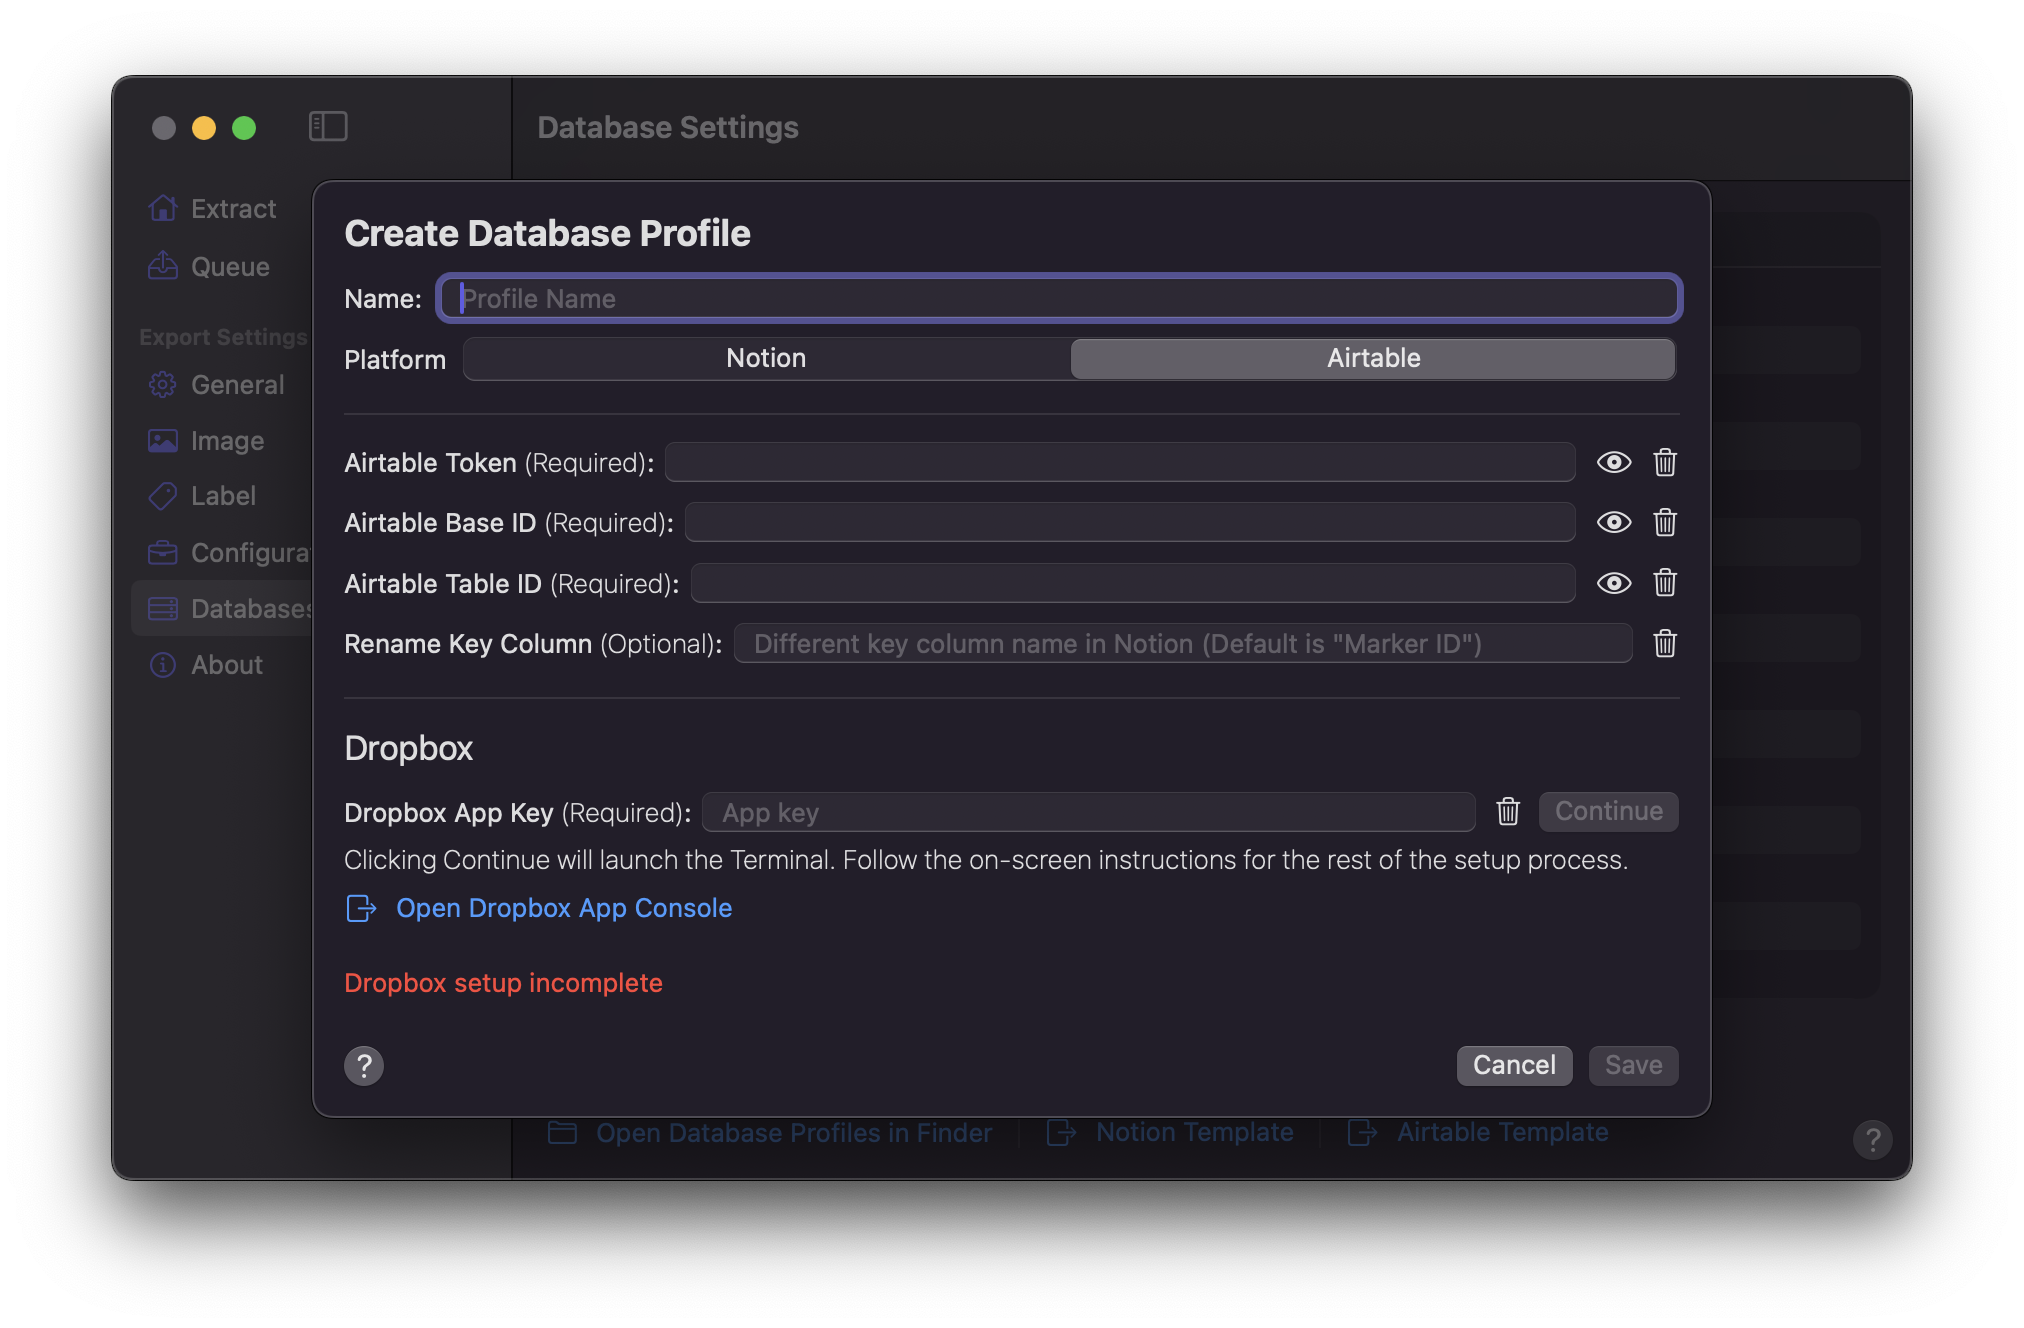 Database Settings
Extract
Queue
Export Settings
General
Image
Label
Configura
Databases
About
Create Database Profile
Name: Profile Name
Platform Notion Airtable
Airtable Token (Required):
Airtable Base ID (Required):
Airtable Table ID (Required):
Rename Key Column (Optional): Different key column name in Notion (Default is "Marker ID")
Dropbox
Dropbox App Key (Required): App key Continue
Clicking Continue will launch the Terminal. Follow the on-screen instructions for the rest of the setup process.
Open Dropbox App Console
Dropbox setup incomplete
? Cancel Save
Open Database Profiles in Finder Notion Template Airtable Template ?